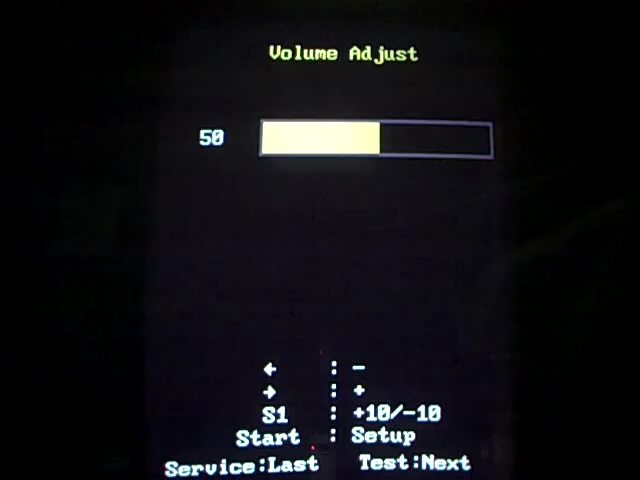 Volume Adjust
50
← : -
→ : +
S1 : +10/-10
Start : Setup
Service:Last Test:Next